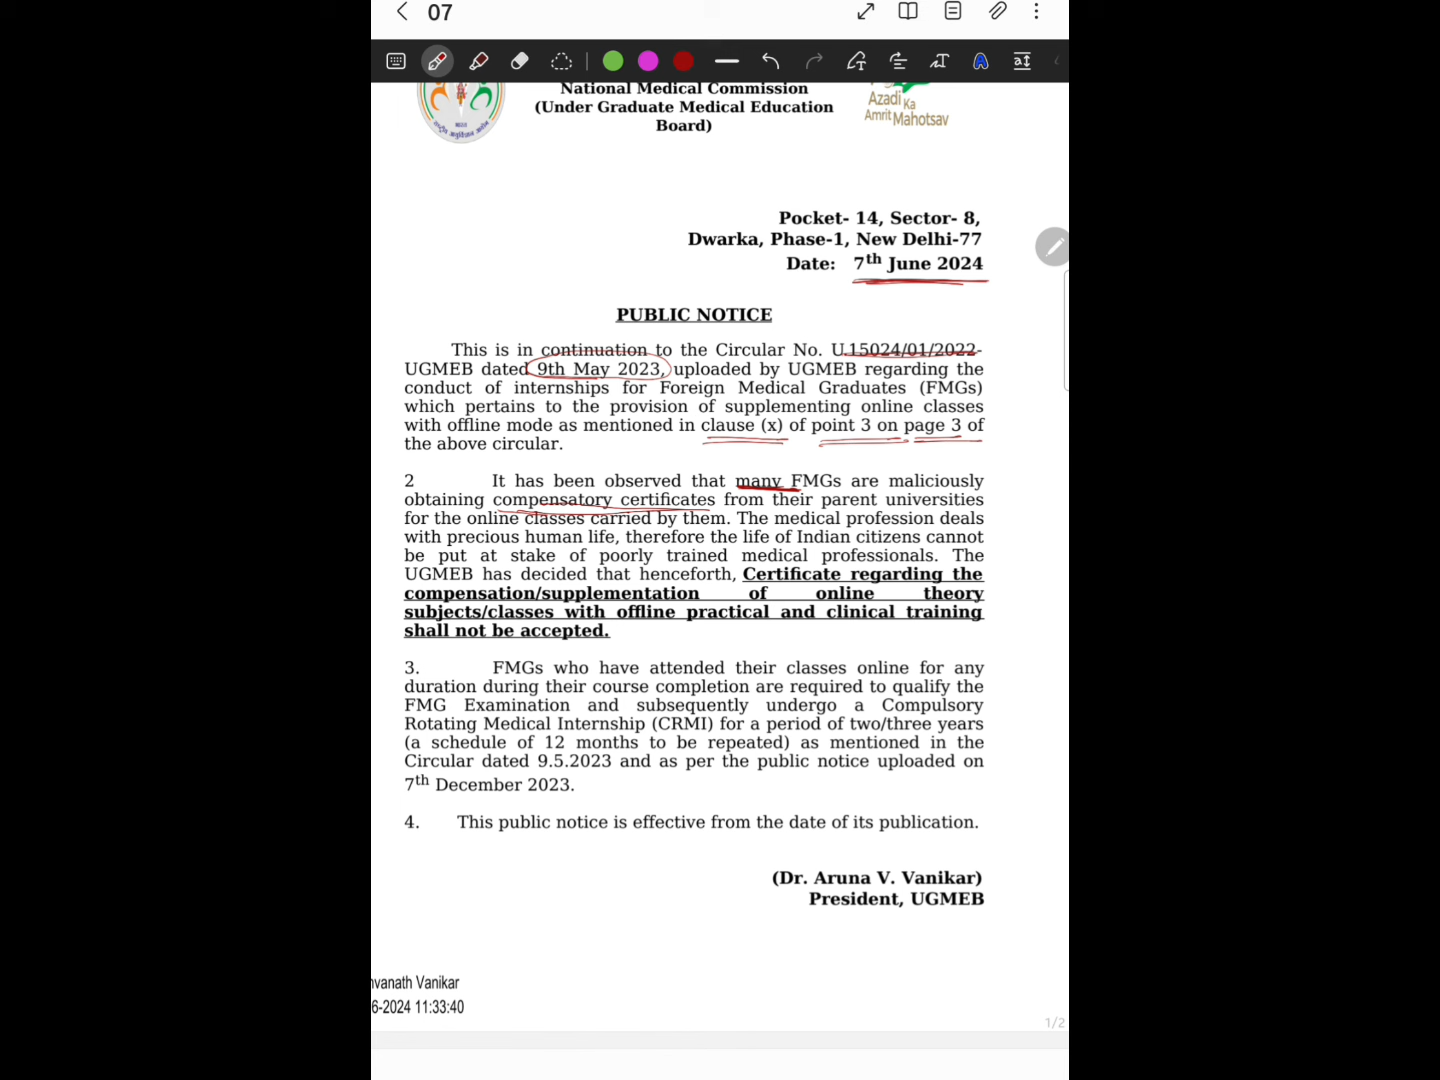 07
National Medical Commission
(Under Graduate Medical Education
Board)
Azadi Ka
Amrit Mahotsav
Pocket- 14, Sector- 8,
Dwarka, Phase-1, New Delhi-77
Date: 7th June 2024
PUBLIC NOTICE
This is in continuation to the Circular No. U.15024/01/2022-
UGMEB dated 9th May 2023, uploaded by UGMEB regarding the
conduct of internships for Foreign Medical Graduates (FMGs)
which pertains to the provision of supplementing online classes
with offline mode as mentioned in clause (x) of point 3 on page 3 of
the above circular.
2 It has been observed that many FMGs are maliciously
obtaining compensatory certificates from their parent universities
for the online classes carried by them. The medical profession deals
with precious human life, therefore the life of Indian citizens cannot
be put at stake of poorly trained medical professionals. The
UGMEB has decided that henceforth, Certificate regarding the
compensation/supplementation of online theory
subjects/classes with offline practical and clinical training
shall not be accepted.
3. FMGs who have attended their classes online for any
duration during their course completion are required to qualify the
FMG Examination and subsequently undergo a Compulsory
Rotating Medical Internship (CRMI) for a period of two/three years
(a schedule of 12 months to be repeated) as mentioned in the
Circular dated 9.5.2023 and as per the public notice uploaded on
7th December 2023.
4. This public notice is effective from the date of its publication.
(Dr. Aruna V. Vanikar)
President, UGMEB
vanath Vanikar
6-2024 11:33:40
1/2